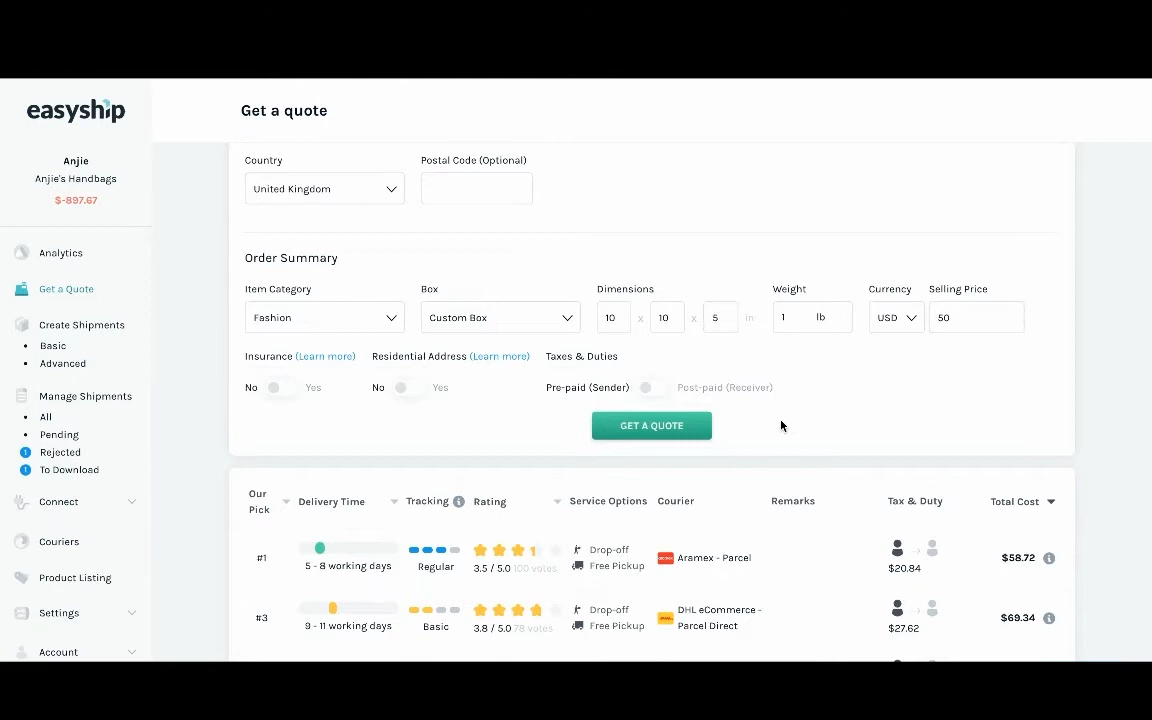 easyship
Get a quote
Anjie
Anjie's Handbags
$-897.67
Analytics
Get a Quote
Create Shipments
Basic
Advanced
Manage Shipments
All
Pending
1 Rejected
1 To Download
Connect
Couriers
Product Listing
Settings
Account
Country Postal Code (Optional)
United Kingdom
Order Summary
Item Category Box Dimensions Weight Currency Selling Price
Fashion Custom Box 10 x 10 x 5 in 1 lb USD 50
Insurance (Learn more) Residential Address (Learn more) Taxes & Duties
No Yes No Yes Pre-paid (Sender) Post-paid (Receiver)
GET A QUOTE
Our Pick Delivery Time Tracking Rating Service Options Courier Remarks Tax & Duty Total Cost
#1 5 - 8 working days Regular 3.5 / 5.0 100 votes Drop-off Free Pickup Aramex - Parcel $20.84 $58.72
#3 9 - 11 working days Basic 3.8 / 5.0 78 votes Drop-off Free Pickup DHL eCommerce - Parcel Direct $27.62 $69.34